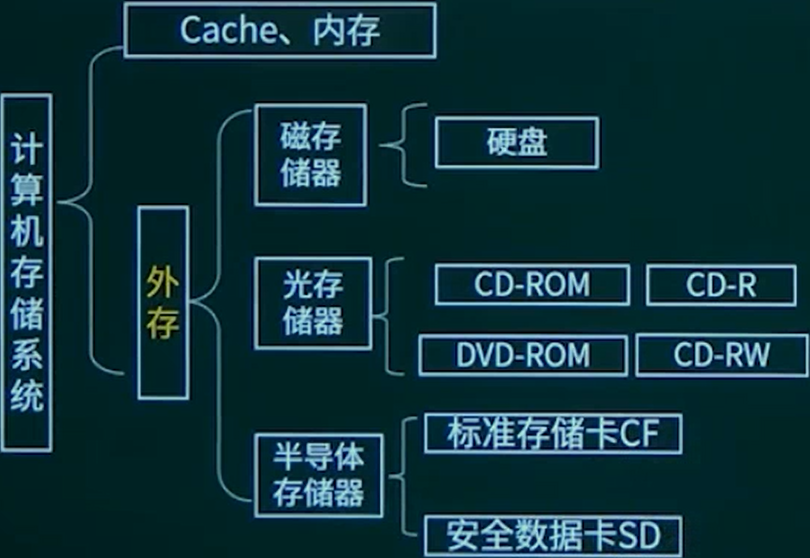 计算机存储系统
Cache、内存
外存
磁存
储器
硬盘
光存
储器
CD-ROM
CD-R
DVD-ROM
CD-RW
半导体
存储器
标准存储卡CF
安全数据卡SD